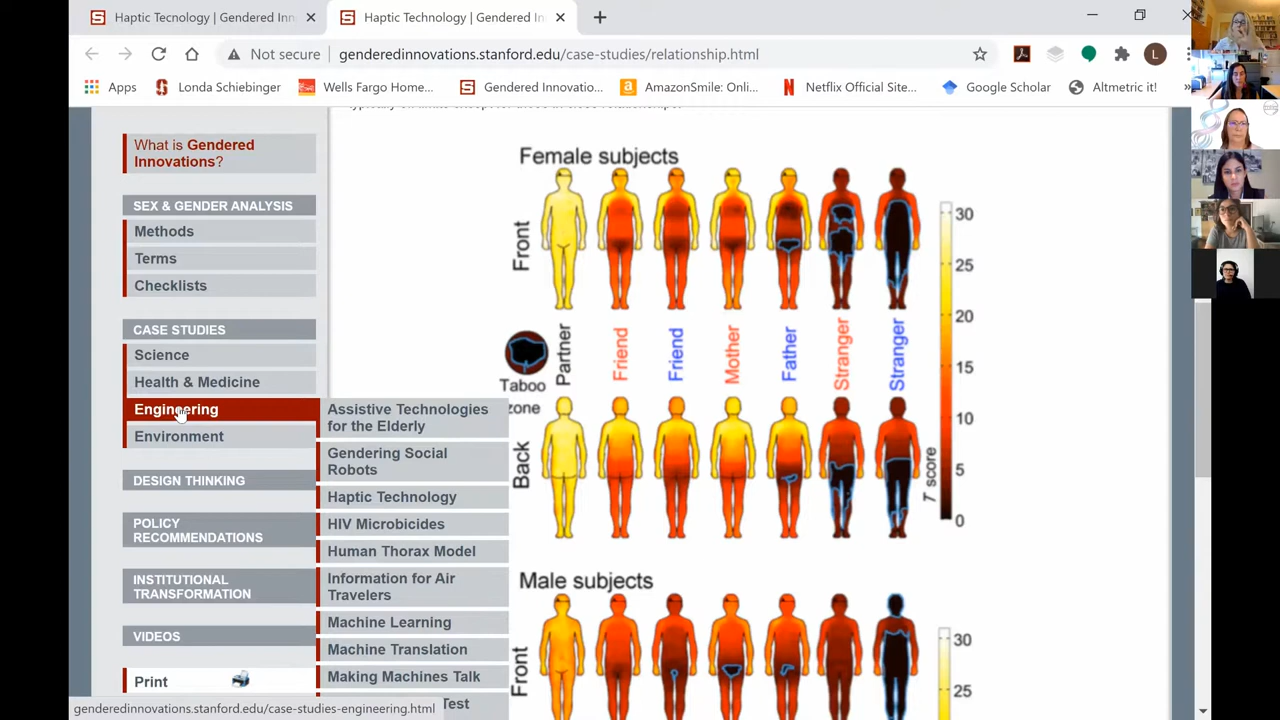 Haptic Tecnology | Gendered Inn
Haptic Technology | Gendered In
Not secure
genderedinnovations.stanford.edu/case-studies/relationship.html
L
Apps
Londa Schiebinger
Wells Fargo Home...
Gendered Innovatio...
AmazonSmile: Onli...
Netflix Official Site...
Google Scholar
Altmetric it!
»
What is Gendered
Innovations?
SEX & GENDER ANALYSIS
Methods
Terms
Checklists
CASE STUDIES
Science
Health & Medicine
Engineering
Environment
DESIGN THINKING
POLICY
RECOMMENDATIONS
INSTITUTIONAL
TRANSFORMATION
VIDEOS
Print
Assistive Technologies
for the Elderly
Gendering Social
Robots
Haptic Technology
HIV Microbicides
Human Thorax Model
Information for Air
Travelers
Machine Learning
Machine Translation
Making Machines Talk
Test
Female subjects
Front
30
25
20
15
10
5
0
T score
Taboo
zone
Partner
Friend
Friend
Mother
Father
Stranger
Stranger
Back
Male subjects
Front
30
25
genderedinnovations.stanford.edu/case-studies-engineering.html